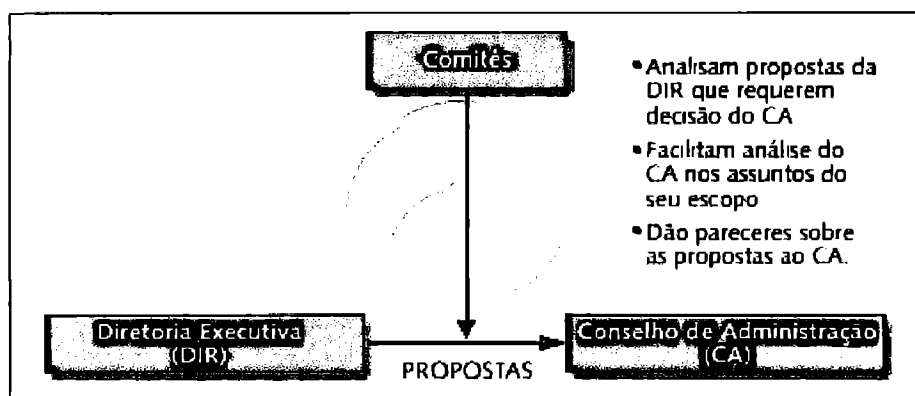 Comitês
• Analisam propostas da
DIR que requerem
decisão do CA
• Facilitam análise do
CA nos assuntos do
seu escopo
• Dão pareceres sobre
as propostas ao CA.
Diretoria Executiva
(DIR)
PROPOSTAS
Conselho de Administração
(CA)